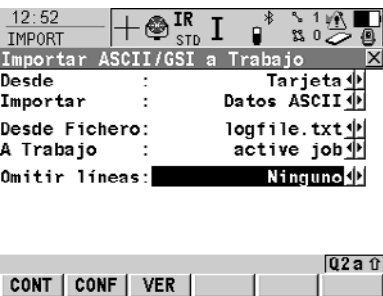 12:52
IMPORT
IR
STD
I
1
0
Importar ASCII/GSI a Trabajo
Desde : Tarjeta
Importar : Datos ASCII
Desde Fichero: logfile.txt
A Trabajo : active job
Omitir líneas: Ninguno
Q2a
CONT CONF VER